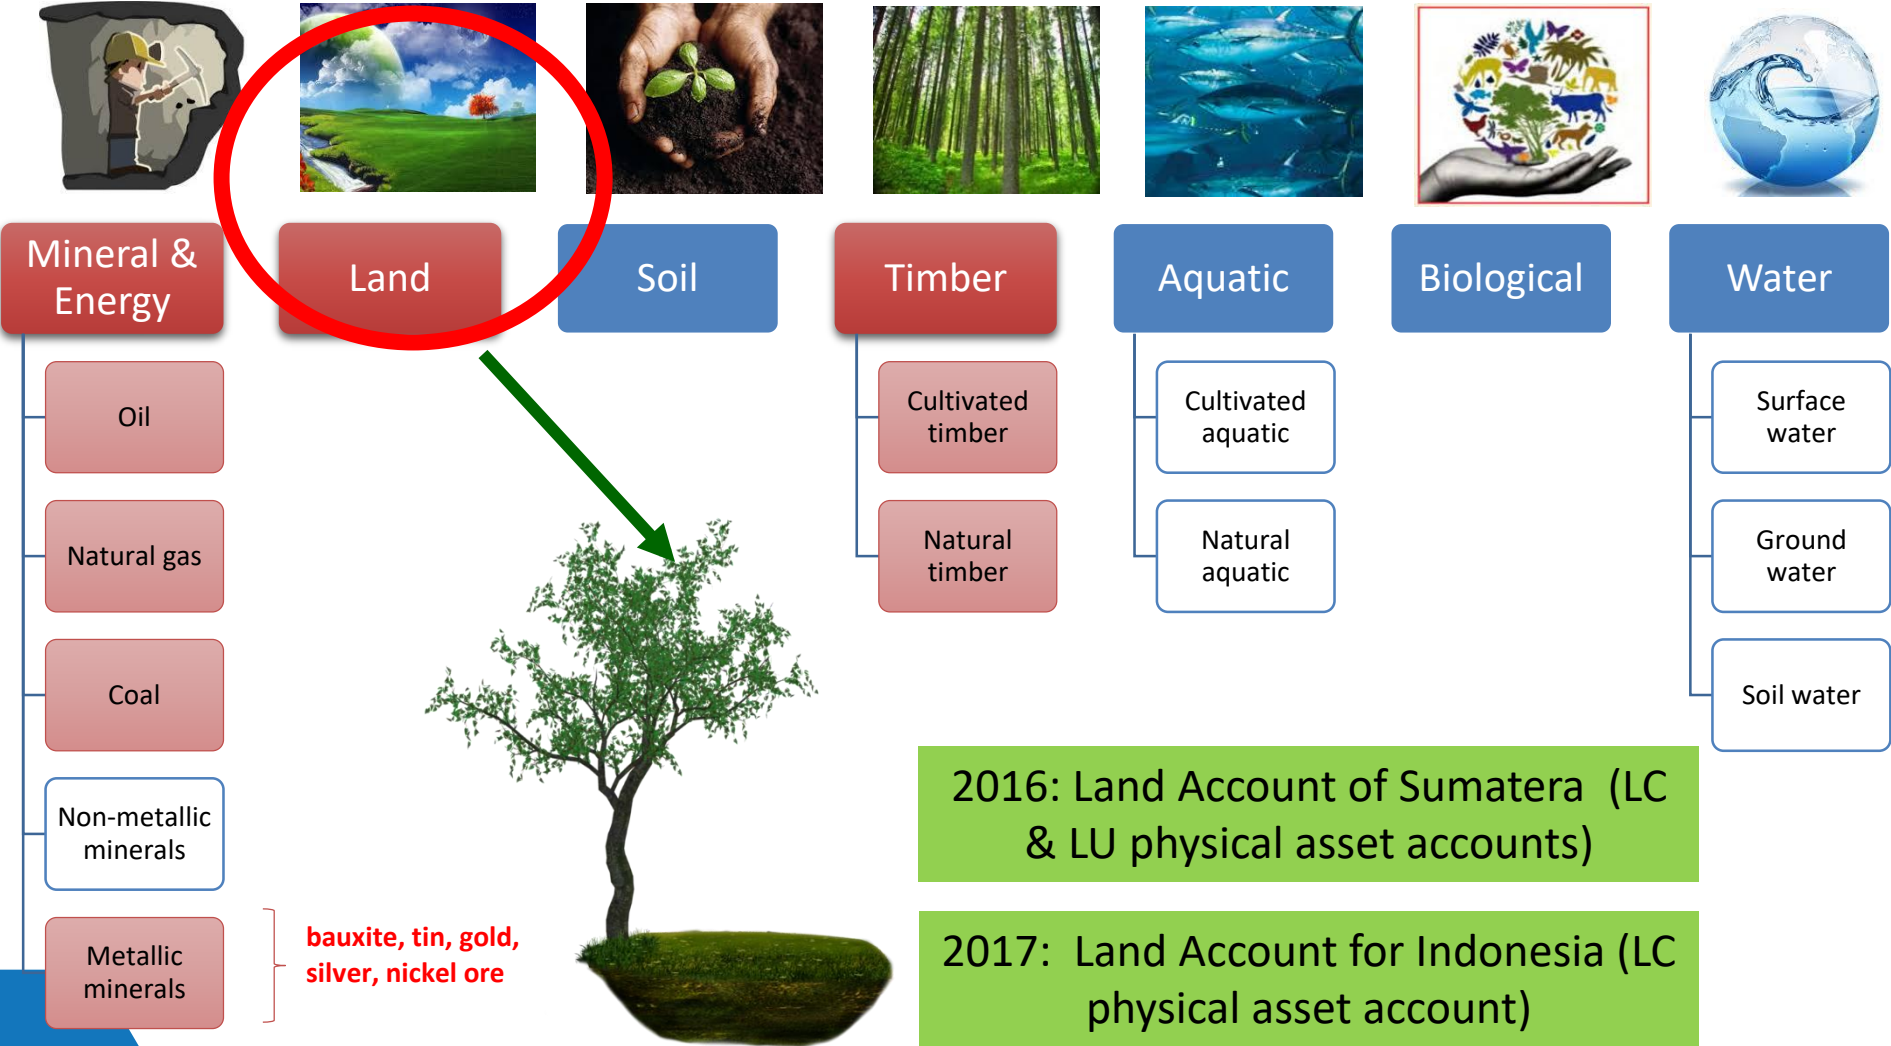 Mineral &
Energy
Land
Soil
Timber
Aquatic
Biological
Water
Oil
Natural gas
Coal
Non-metallic
minerals
Metallic
minerals
bauxite, tin, gold,
silver, nickel ore
Cultivated
timber
Natural
timber
Cultivated
aquatic
Natural
aquatic
Surface
water
Ground
water
Soil water
2016: Land Account of Sumatera (LC
& LU physical asset accounts)
2017: Land Account for Indonesia (LC
physical asset account)